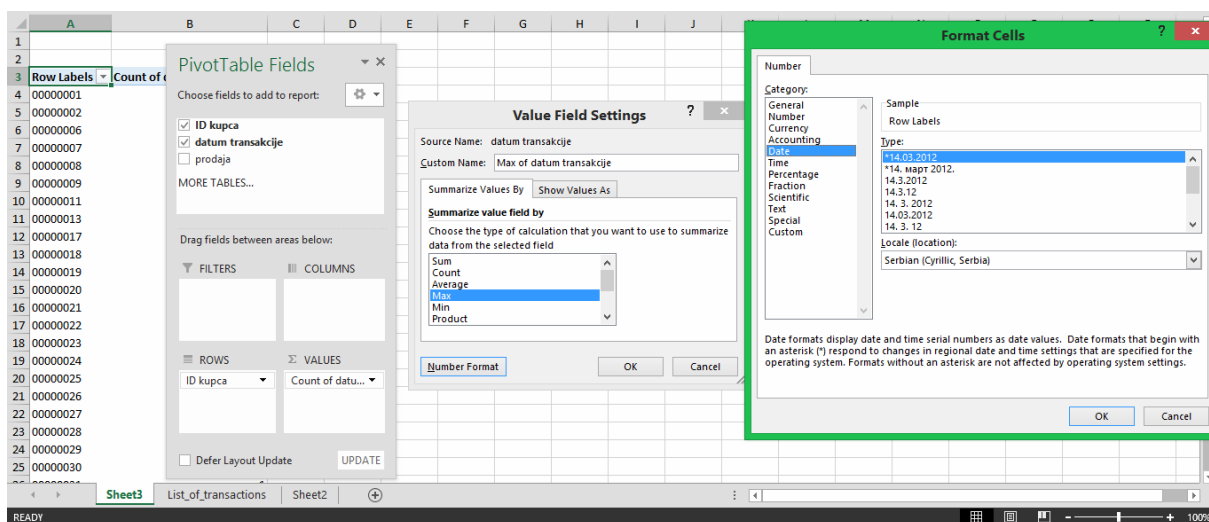 A B C D E F G H I J
1
2
3 Row Labels Count of
4 00000001
5 00000002
6 00000006
7 00000007
8 00000008
9 00000009
10 00000011
11 00000013
12 00000017
13 00000018
14 00000019
15 00000020
16 00000021
17 00000022
18 00000023
19 00000024
20 00000025
21 00000026
22 00000027
23 00000028
24 00000029
25 00000030
PivotTable Fields
Choose fields to add to report:
ID kupca
datum transakcije
prodaja
MORE TABLES...
Drag fields between areas below:
FILTERS
COLUMNS
ROWS
Σ VALUES
ID kupca
Count of datu...
Defer Layout Update
UPDATE
Value Field Settings ? ×
Source Name: datum transakcije
Custom Name: Max of datum transakcije
Summarize Values By Show Values As
Summarize value field by
Choose the type of calculation that you want to use to summarize
data from the selected field
Sum
Count
Average
Max
Min
Product
Number Format OK Cancel
Format Cells ? ×
Number
Category:
General
Number
Currency
Accounting
Date
Time
Percentage
Fraction
Scientific
Text
Special
Custom
Sample
Row Labels
Type:
*14.03.2012
*14. март 2012.
14.3.2012
14.3.12
14. 3. 2012
14.03.2012
14. 3. 12
Locale (location):
Serbian (Cyrillic, Serbia)
Date formats display date and time serial numbers as date values. Date formats that begin with
an asterisk (*) respond to changes in regional date and time settings that are specified for the
operating system. Formats without an asterisk are not affected by operating system settings.
OK Cancel
Sheet3 List_of_transactions Sheet2
READY 100%